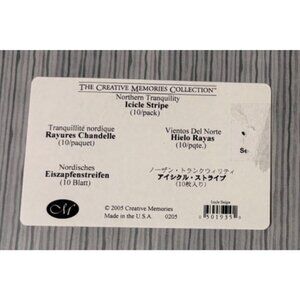 THE CREATIVE MEMORIES COLLECTION™
Northern Tranquility
Icicle Stripe
(10/pack)
Tranquillité nordique
Rayures Chandelle
(10/paquet)
Vientos Del Norte
Hielo Rayas
(10/pqte.)
Nordisches
Eiszapfenstreifen
(10 Blatt)
ノーザン・トランクウィリティ
アイシクル・ストライプ
(10枚入り)
© 2005 Creative Memories
Made in the U.S.A. 0205
Icicle Stripe